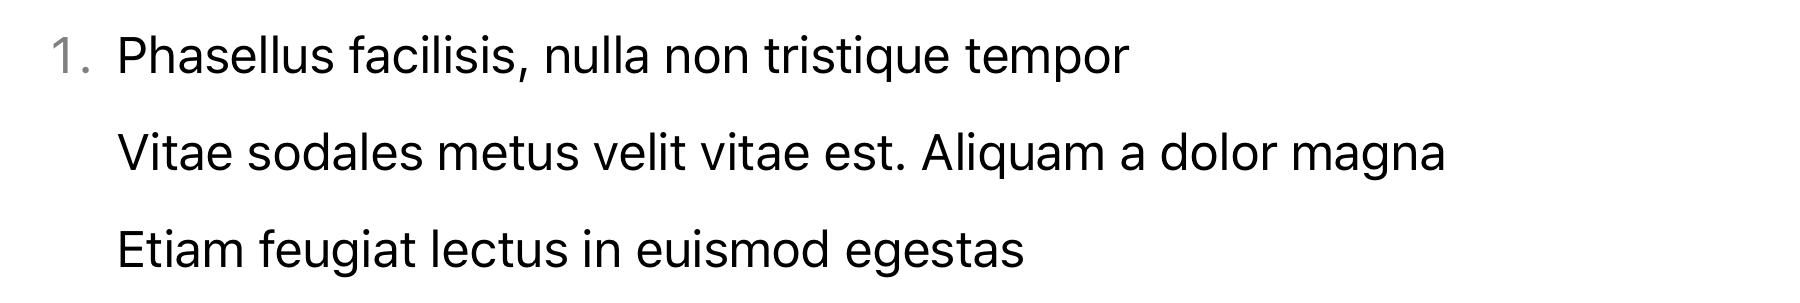 1. Phasellus facilisis, nulla non tristique tempor
Vitae sodales metus velit vitae est. Aliquam a dolor magna
Etiam feugiat lectus in euismod egestas